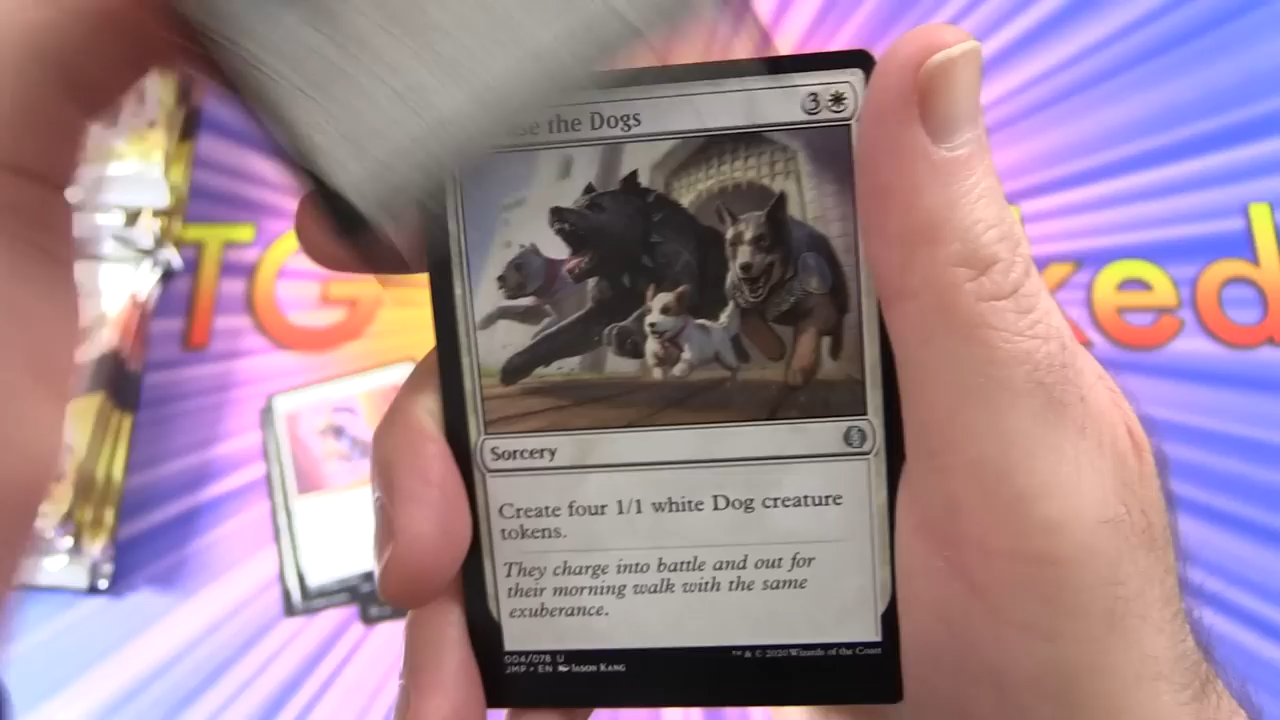 the Dogs
3
TG
ked
Sorcery
Create four 1/1 white Dog creature
tokens.
They charge into battle and out for
their morning walk with the same
exuberance.
004/078 U
JMP • EN Jason Kang
™ & © 2020 Wizards of the Coast